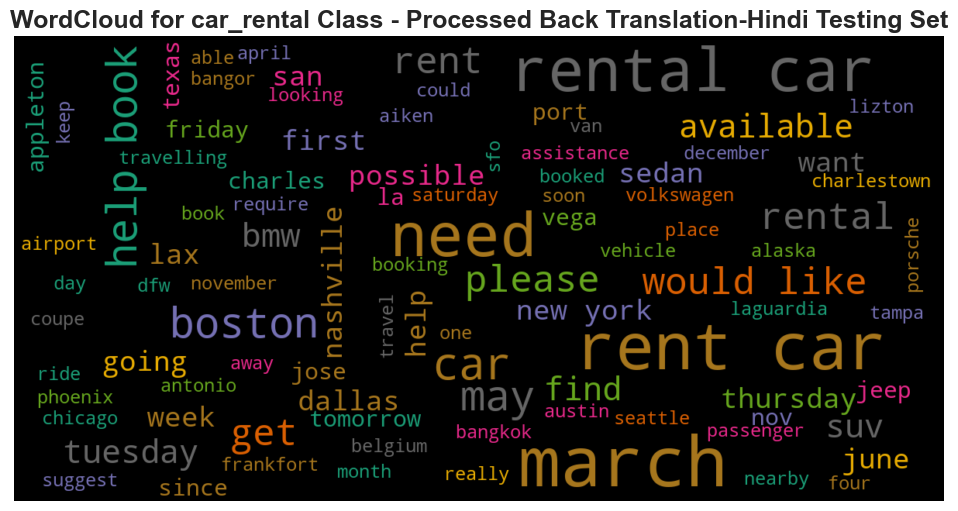 WordCloud for car_rental Class - Processed Back Translation-Hindi Testing Set
appleton
keep
help book
texas
able
april
bangor
san
looking
rent
could
rental car
lizton
aiken
port
van
available
friday
first
travelling
sfo
assistance
december
want
charles
possible
booked
sedan
charlestown
la
saturday
soon
volkswagen
book
require
vega
place
rental
airport
lax
bmw
nashville
need
vehicle
alaska
porsche
booking
day
dfw
november
please
would like
coupe
boston
travel
help
new york
laguardia
tampa
one
rent car
going
away
car
ride
jose
find
thursday
jeep
phoenix
antonio
dallas
may
chicago
week
tomorrow
austin
seattle
nov
get
bangkok
passenger
suv
tuesday
belgium
march
june
frankfort
month
really
nearby
four
suggest
since